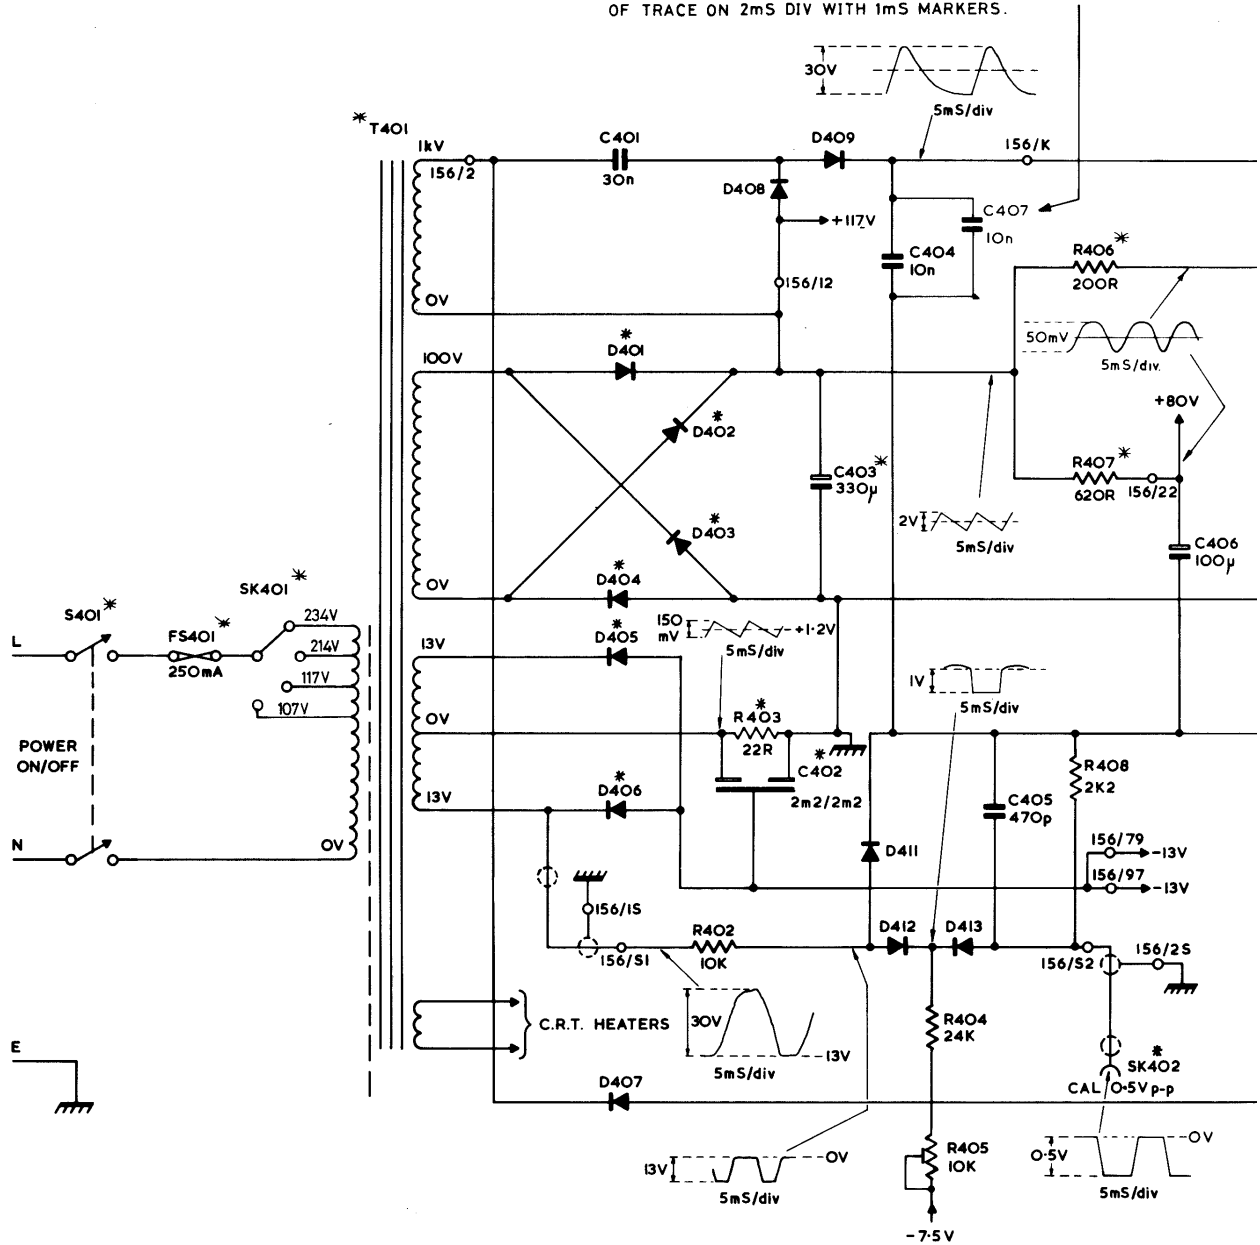 OF TRACE ON 2mS DIV WITH 1mS MARKERS.
30V
5mS/div
*T401
1kV
156/2
C401
30n
D409
156/K
D408
+117V
C407
10n
C404
10n
R406*
200R
156/12
0V
50mV
5mS/div.
*
D401
100V
+80V
*
D402
C403*
330µ
R407*
620R
156/22
*
D403
2V
5mS/div
C406
100µ
*
D404
0V
SK401*
S401*
234V
*
D405
150
mV
+1.2V
5mS/div
L
FS401*
250mA
214V
13V
117V
1V
5mS/div
107V
0V
*
R403
22R
POWER
ON/OFF
*
C402
2m2/2m2
R408
2K2
*
D406
13V
C405
470p
N
0V
D411
156/79
-13V
156/97
-13V
156/1S
R402
10K
D412
D413
156/S1
156/S2
156/2S
C.R.T. HEATERS
30V
13V
5mS/div
R404
24K
E
*
SK402
D407
CAL 0.5Vp-p
13V
0V
5mS/div
R405
10K
0.5V
0V
5mS/div
-7.5V